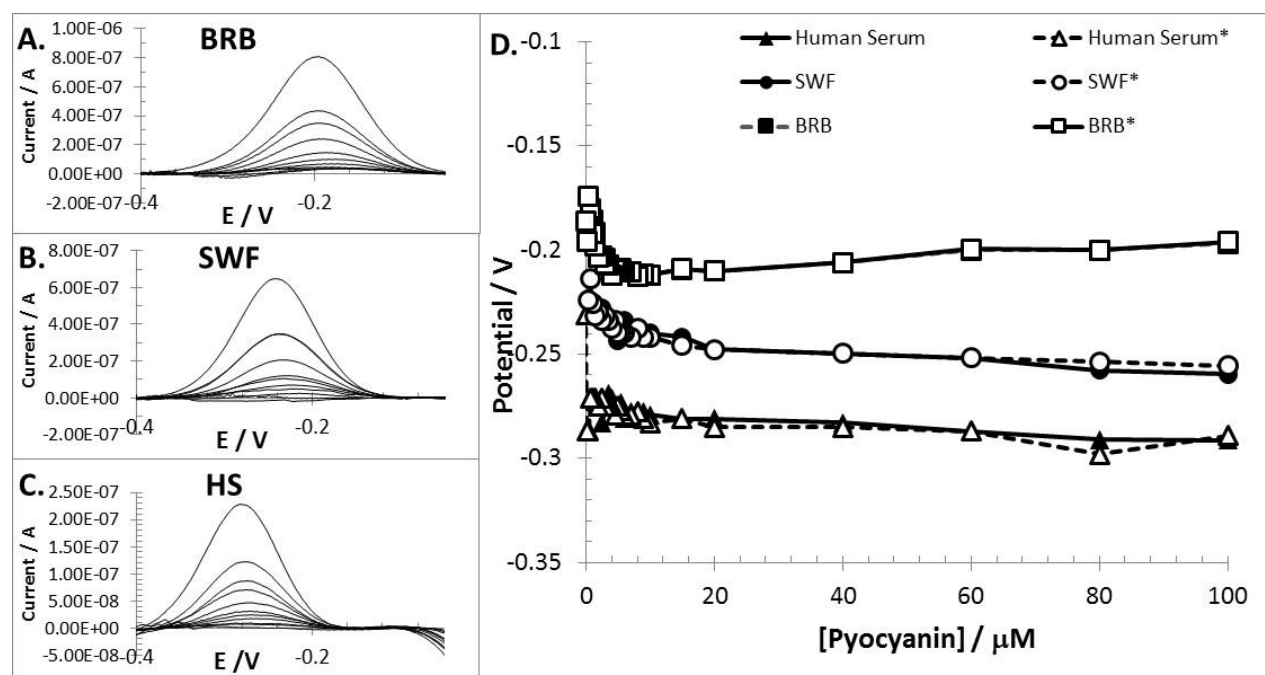 A.
BRB
1.00E-06
8.00E-07
6.00E-07
4.00E-07
2.00E-07
0.00E+00
-2.00E-07
Current / A
-0.4
-0.2
E / V
B.
SWF
8.00E-07
6.00E-07
4.00E-07
2.00E-07
0.00E+00
-2.00E-07
Current / A
-0.4
-0.2
E / V
C.
HS
2.50E-07
2.00E-07
1.50E-07
1.00E-07
5.00E-08
0.00E+00
-5.00E-08
Current / A
-0.4
-0.2
E /V
D.
Human Serum
Human Serum*
SWF
SWF*
BRB
BRB*
-0.1
-0.15
-0.2
-0.25
-0.3
-0.35
Potential / V
0 20 40 60 80 100
[Pyocyanin] / μM